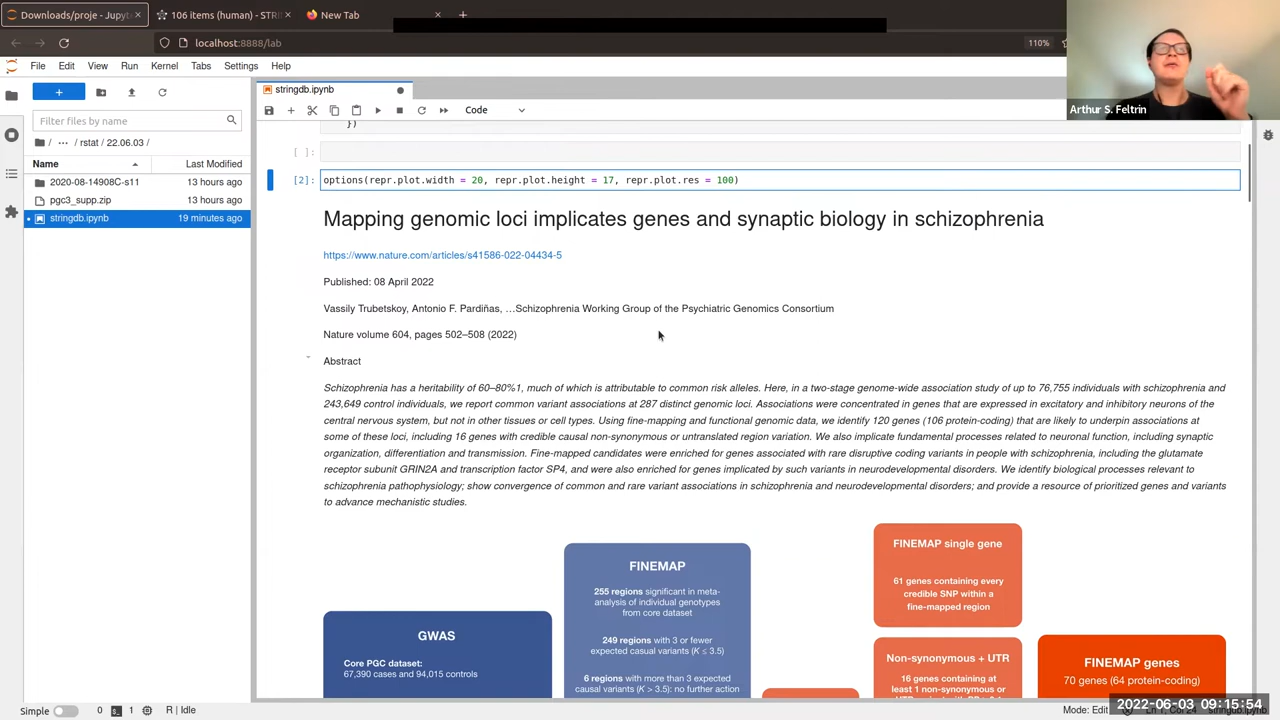 Downloads/proje - Jupyt
106 items (human) - STRI
New Tab
localhost:8888/lab
110%
File Edit View Run Kernel Tabs Settings Help
stringdb.ipynb
Code
Arthur S. Feltrin
Filter files by name
/ ··· / rstat / 22.06.03 /
Name Last Modified
2020-08-14908C-s11 13 hours ago
pgc3_supp.zip 13 hours ago
stringdb.ipynb 19 minutes ago
})
[ ]:
[2]: options(repr.plot.width = 20, repr.plot.height = 17, repr.plot.res = 100)
Mapping genomic loci implicates genes and synaptic biology in schizophrenia
https://www.nature.com/articles/s41586-022-04434-5
Published: 08 April 2022
Vassily Trubetskoy, Antonio F. Pardiñas, …Schizophrenia Working Group of the Psychiatric Genomics Consortium
Nature volume 604, pages 502–508 (2022)
Abstract
Schizophrenia has a heritability of 60–80%1, much of which is attributable to common risk alleles. Here, in a two-stage genome-wide association study of up to 76,755 individuals with schizophrenia and
243,649 control individuals, we report common variant associations at 287 distinct genomic loci. Associations were concentrated in genes that are expressed in excitatory and inhibitory neurons of the
central nervous system, but not in other tissues or cell types. Using fine-mapping and functional genomic data, we identify 120 genes (106 protein-coding) that are likely to underpin associations at
some of these loci, including 16 genes with credible causal non-synonymous or untranslated region variation. We also implicate fundamental processes related to neuronal function, including synaptic
organization, differentiation and transmission. Fine-mapped candidates were enriched for genes associated with rare disruptive coding variants in people with schizophrenia, including the glutamate
receptor subunit GRIN2A and transcription factor SP4, and were also enriched for genes implicated by such variants in neurodevelopmental disorders. We identify biological processes relevant to
schizophrenia pathophysiology; show convergence of common and rare variant associations in schizophrenia and neurodevelopmental disorders; and provide a resource of prioritized genes and variants
to advance mechanistic studies.
GWAS
Core PGC dataset:
67,390 cases and 94,015 controls
FINEMAP
255 regions significant in meta-
analysis of individual genotypes
from core dataset
249 regions with 3 or fewer
expected casual variants (K ≤ 3.5)
6 regions with more than 3 expected
casual variants (K > 3.5): no further action
FINEMAP single gene
61 genes containing every
credible SNP within a
fine-mapped region
Non-synonymous + UTR
16 genes containing at
least 1 non-synonymous or
FINEMAP genes
70 genes (64 protein-coding)
Simple 0 1 R | Idle
Mode: Edit
2022-06-03 09:15:54